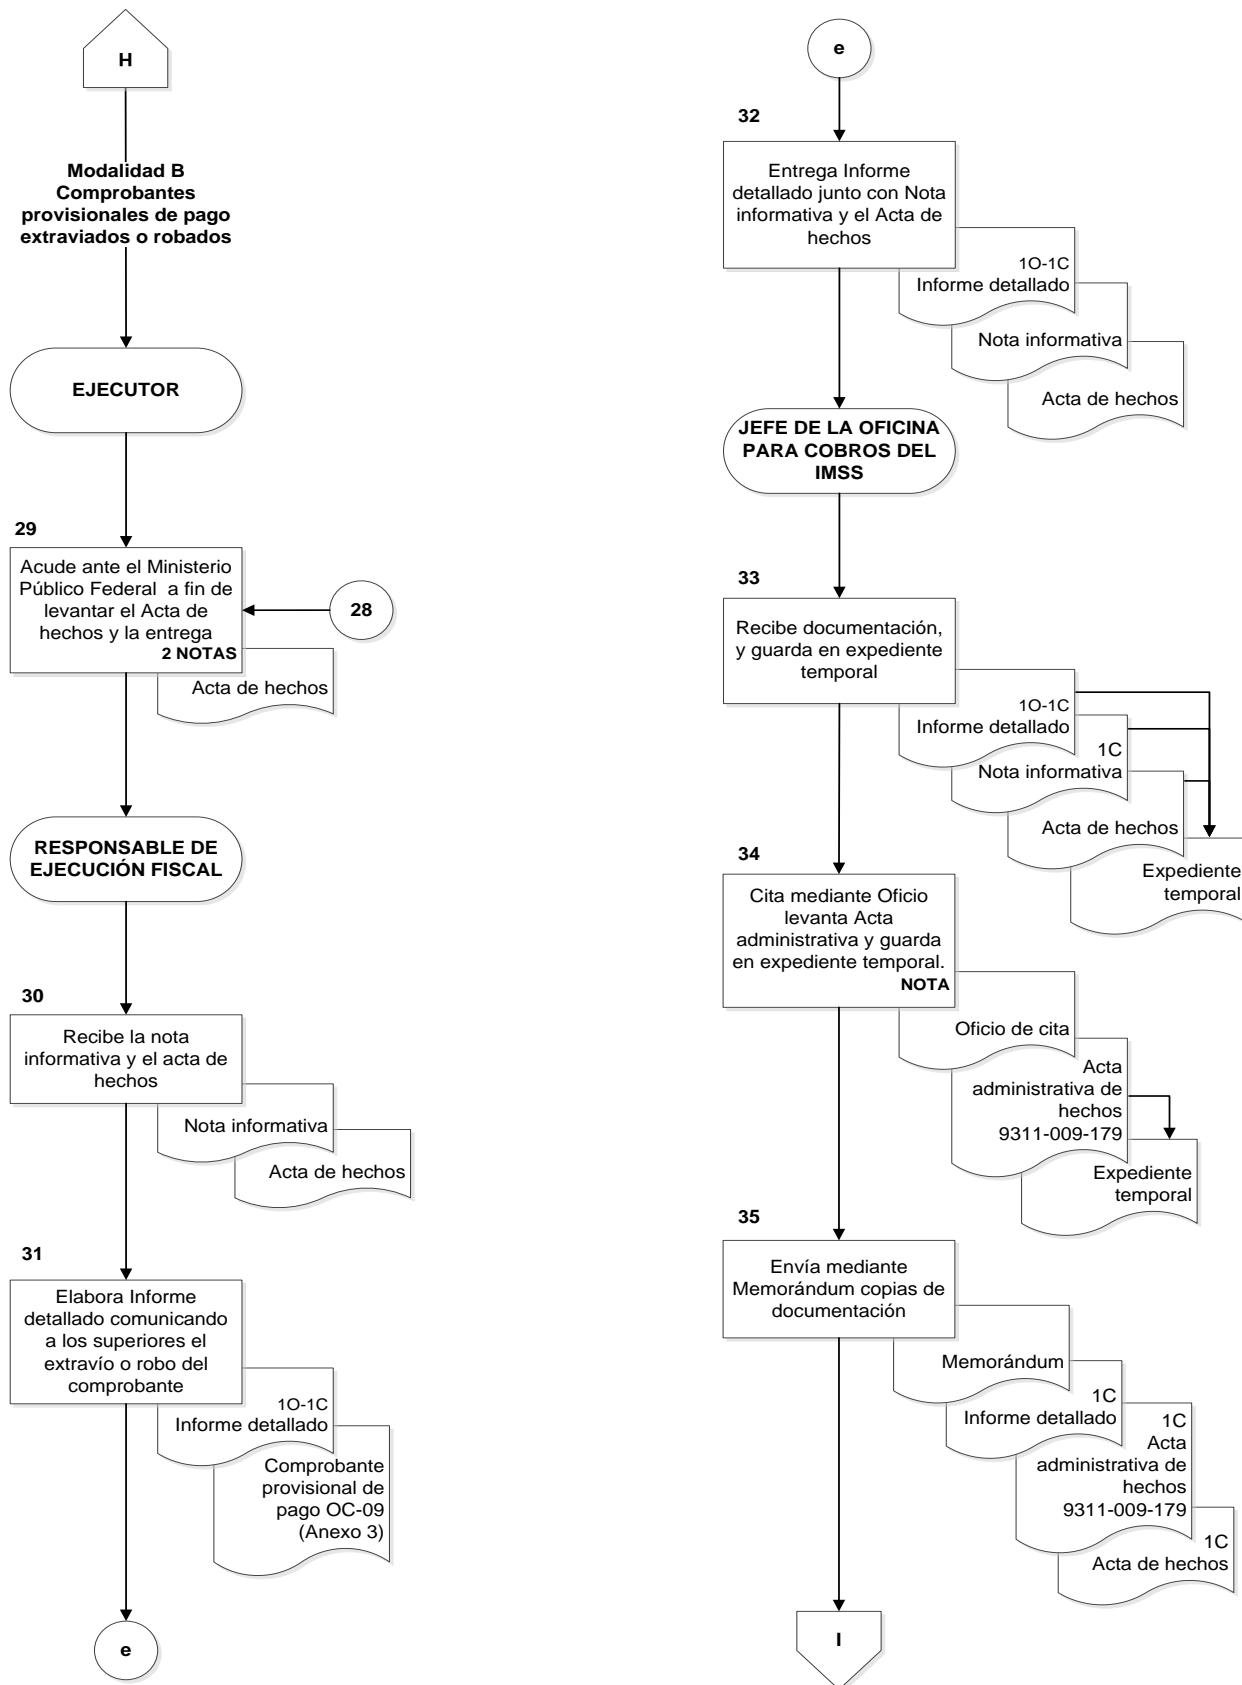 H
Modalidad B
Comprobantes
provisionales de pago
extraviados o robados
EJECUTOR
29
Acude ante el Ministerio
Público Federal a fin de
levantar el Acta de
hechos y la entrega
2 NOTAS
28
Acta de hechos
RESPONSABLE DE
EJECUCIÓN FISCAL
30
Recibe la nota
informativa y el acta de
hechos
Nota informativa
Acta de hechos
31
Elabora Informe
detallado comunicando
a los superiores el
extravío o robo del
comprobante
1O-1C
Informe detallado
Comprobante
provisional de
pago OC-09
(Anexo 3)
e
e
32
Entrega Informe
detallado junto con Nota
informativa y el Acta de
hechos
1O-1C
Informe detallado
Nota informativa
Acta de hechos
JEFE DE LA OFICINA
PARA COBROS DEL
IMSS
33
Recibe documentación,
y guarda en expediente
temporal
1O-1C
Informe detallado
1C
Nota informativa
Acta de hechos
Expediente
temporal
34
Cita mediante Oficio
levanta Acta
administrativa y guarda
en expediente temporal.
NOTA
Oficio de cita
Acta
administrativa de
hechos
9311-009-179
Expediente
temporal
35
Envía mediante
Memorándum copias de
documentación
Memorándum
1C
Informe detallado
1C
Acta
administrativa de
hechos
9311-009-179
1C
Acta de hechos
I